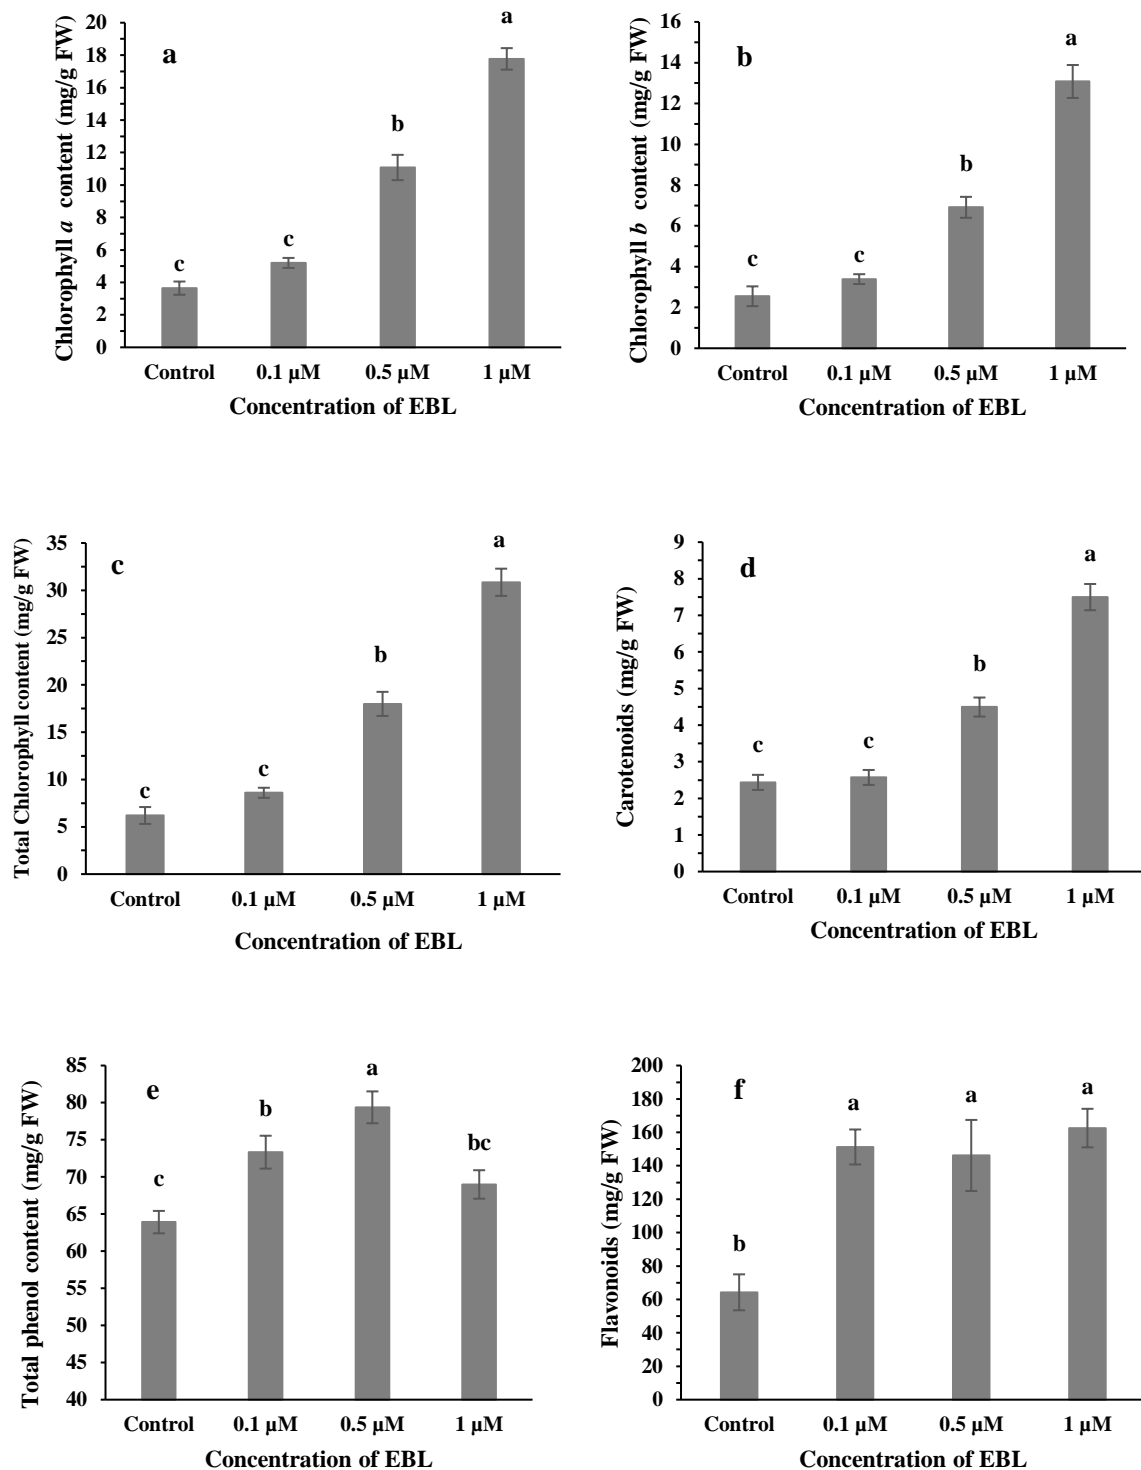 a
Chlorophyll a content (mg/g FW)
20
18
16
14
12
10
8
6
4
2
0
c
c
b
a
Control 0.1 µM 0.5 µM 1 µM
Concentration of EBL
b
Chlorophyll b content (mg/g FW)
16
14
12
10
8
6
4
2
0
c
c
b
a
Control 0.1 µM 0.5 µM 1 µM
Concentration of EBL
c
Total Chlorophyll content (mg/g FW)
35
30
25
20
15
10
5
0
c
c
b
a
Control 0.1 µM 0.5 µM 1 µM
Concentration of EBL
d
Carotenoids (mg/g FW)
9
8
7
6
5
4
3
2
1
0
c
c
b
a
Control 0.1 µM 0.5 µM 1 µM
Concentration of EBL
e
Total phenol content (mg/g FW)
85
80
75
70
65
60
55
50
45
40
c
b
a
bc
Control 0.1 µM 0.5 µM 1 µM
Concentration of EBL
f
Flavonoids (mg/g FW)
200
180
160
140
120
100
80
60
40
20
0
b
a
a
a
Control 0.1 µM 0.5 µM 1 µM
Concentration of EBL